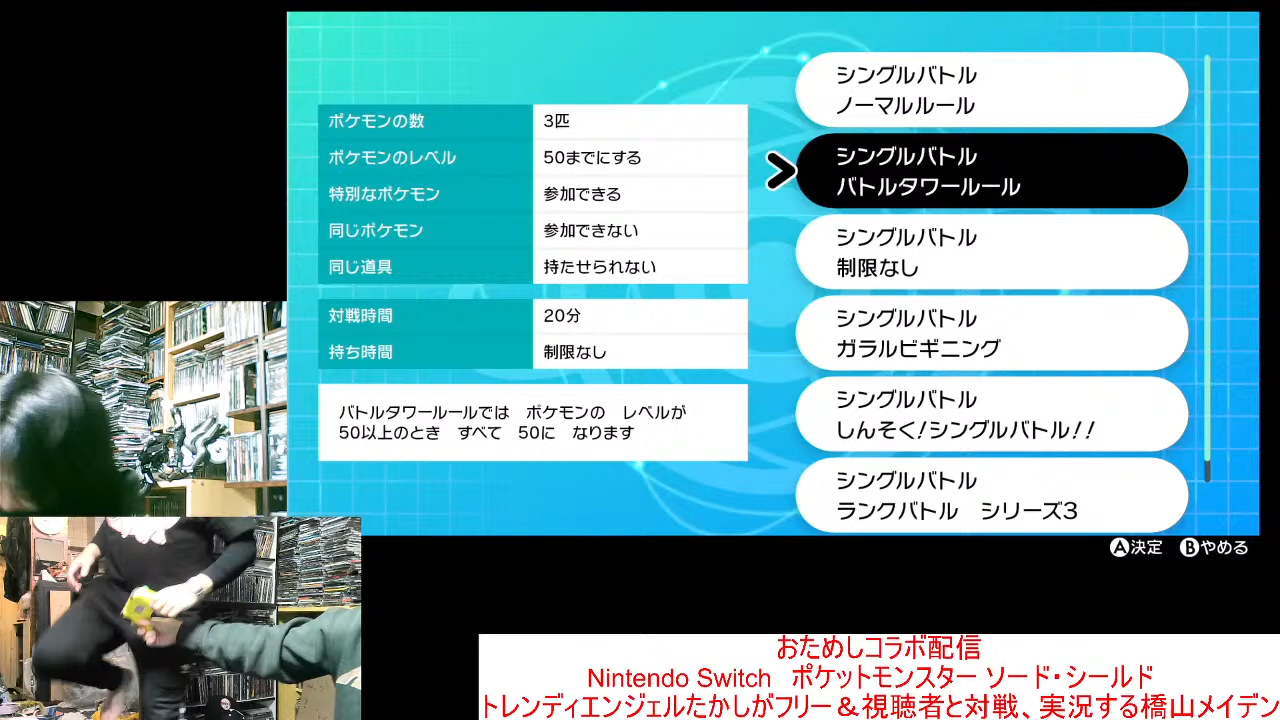 ポケモンの数 3匹
ポケモンのレベル 50までにする
特別なポケモン 参加できる
同じポケモン 参加できない
同じ道具 持たせられない
対戦時間 20分
持ち時間 制限なし
バトルタワールールでは ポケモンの レベルが
50以上のとき すべて 50に なります
シングルバトル
ノーマルルール
シングルバトル
バトルタワールール
シングルバトル
制限なし
シングルバトル
ガラルビギニング
シングルバトル
しんそく!シングルバトル!!
シングルバトル
ランクバトル シリーズ3
A決定 Bやめる
おためしコラボ配信
Nintendo Switch ポケットモンスター ソード・シールド
トレンディエンジェルたかしがフリー＆視聴者と対戦、実況する橋山メイデン